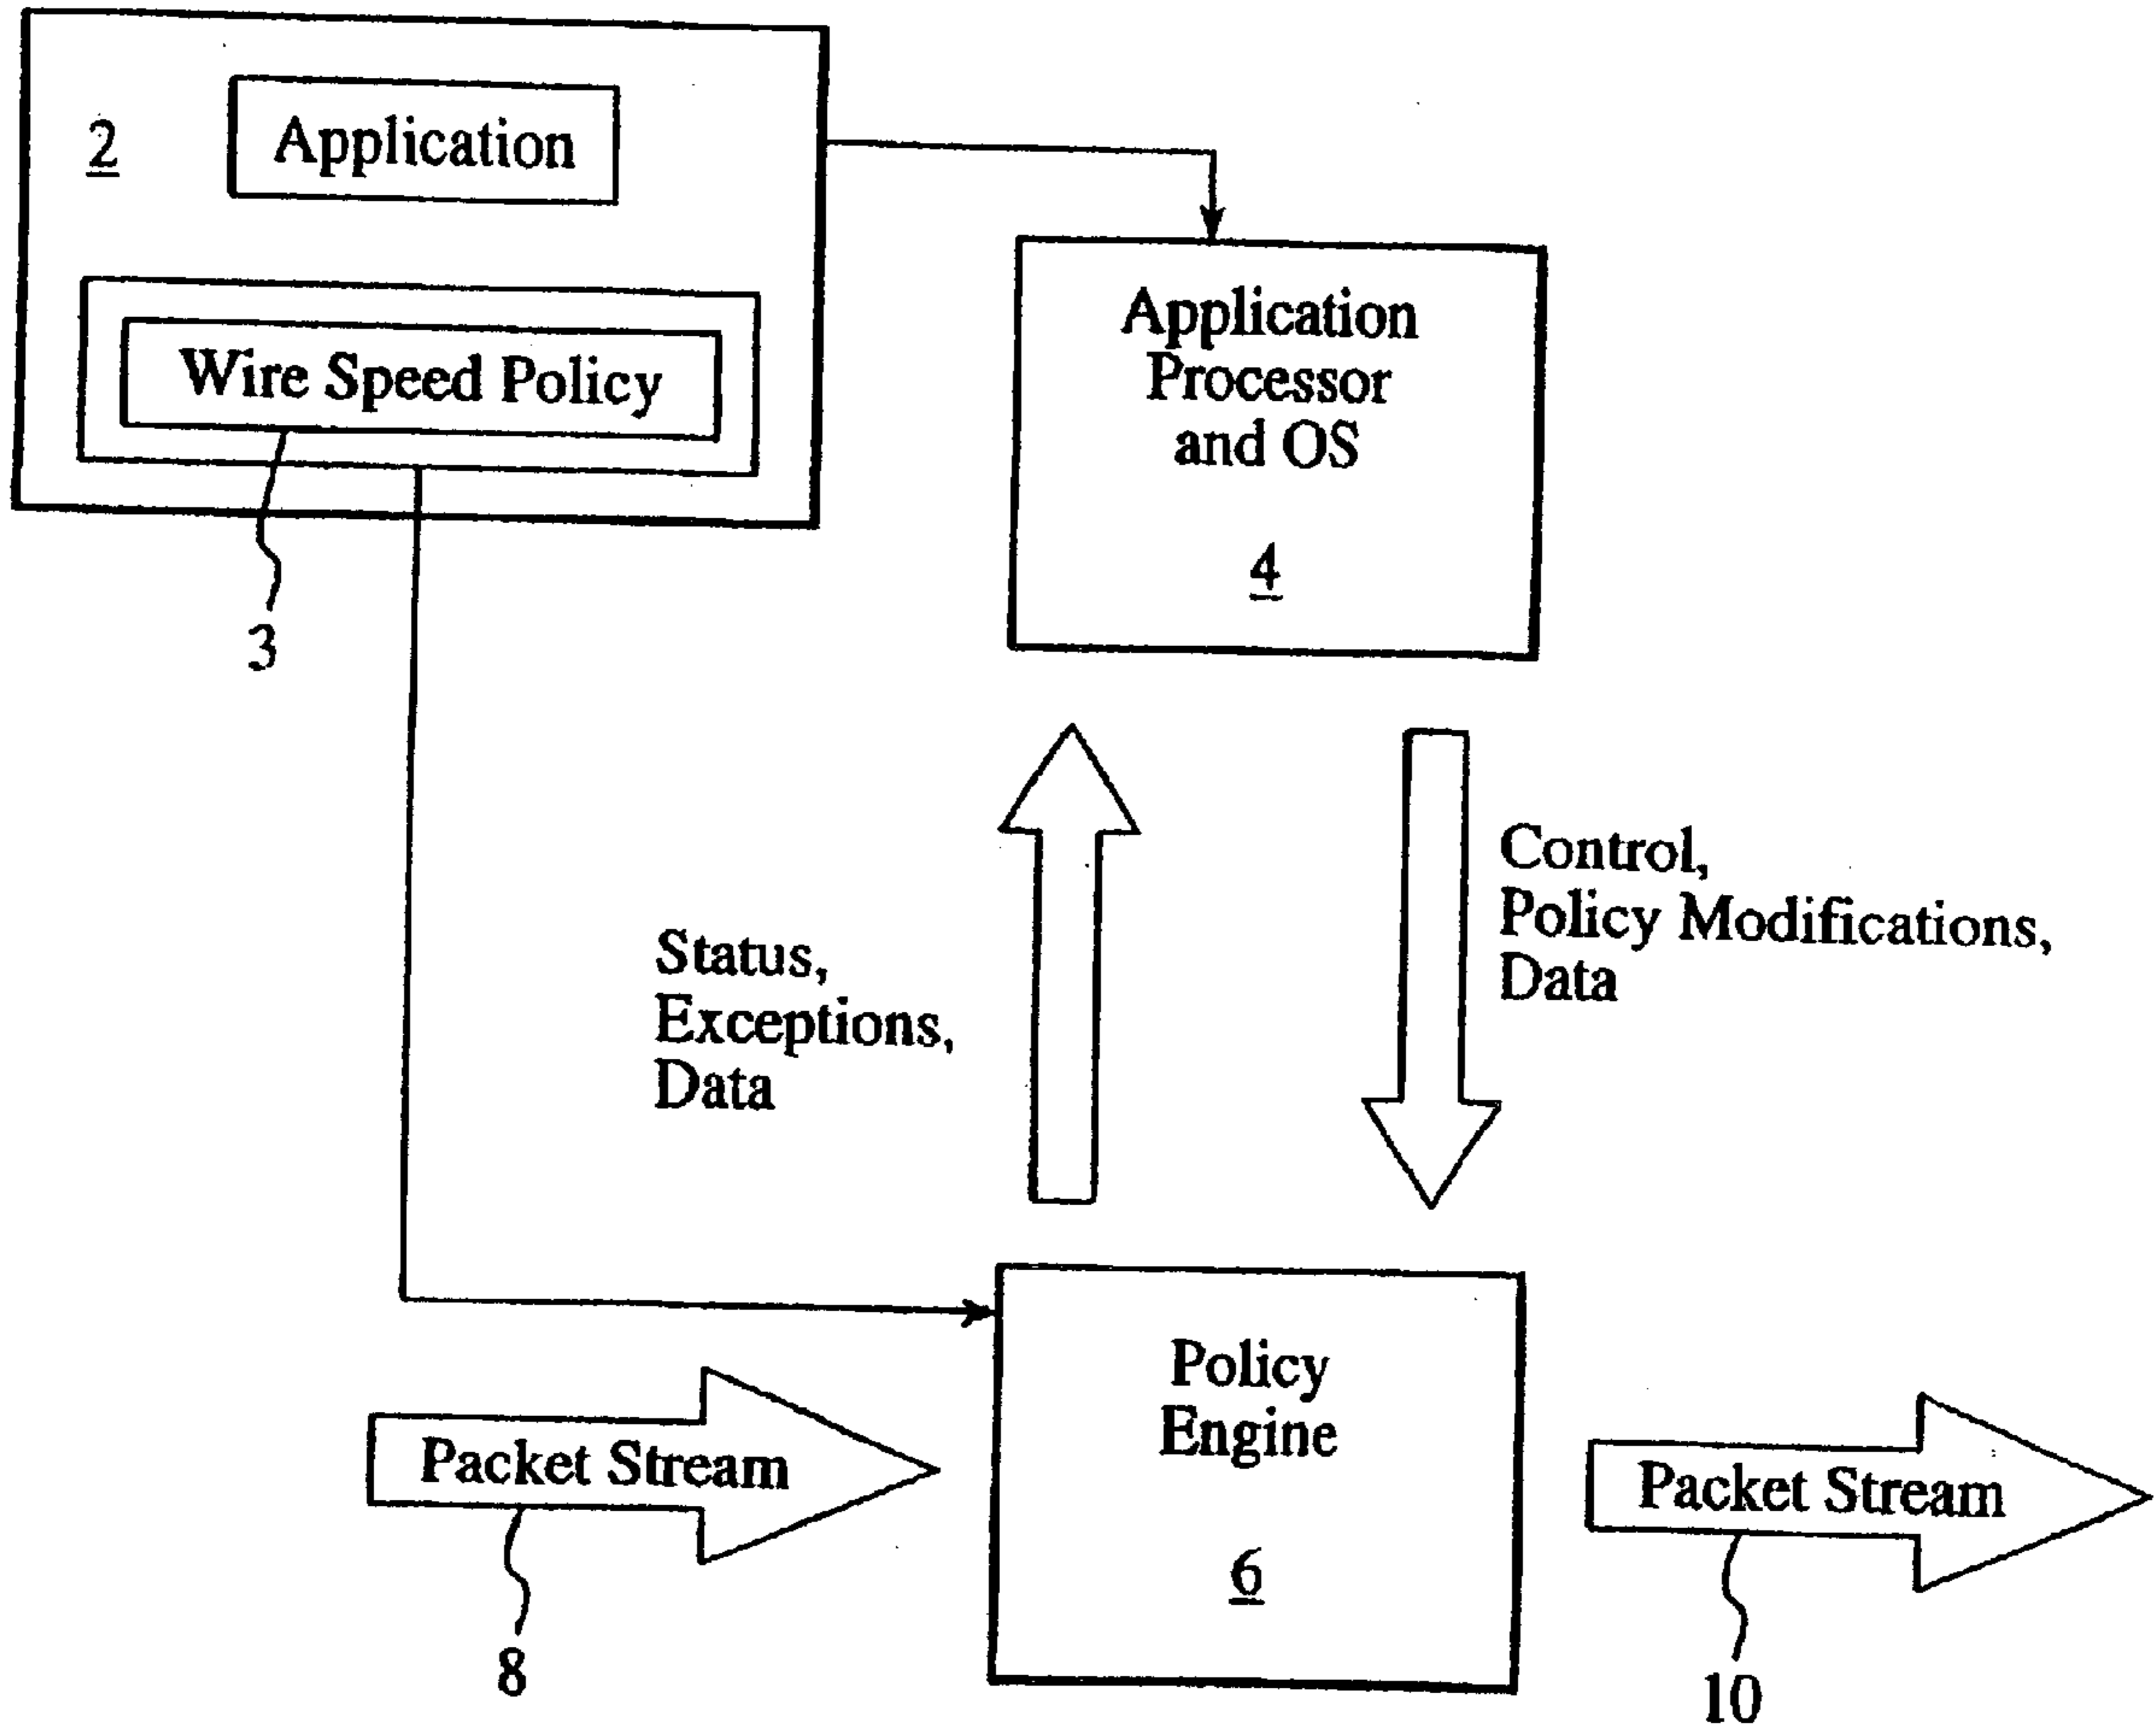 2
Application
Wire Speed Policy
3
Application
Processor
and OS
4
Status,
Exceptions,
Data
Control,
Policy Modifications,
Data
Policy
Engine
6
Packet Stream
8
Packet Stream
10